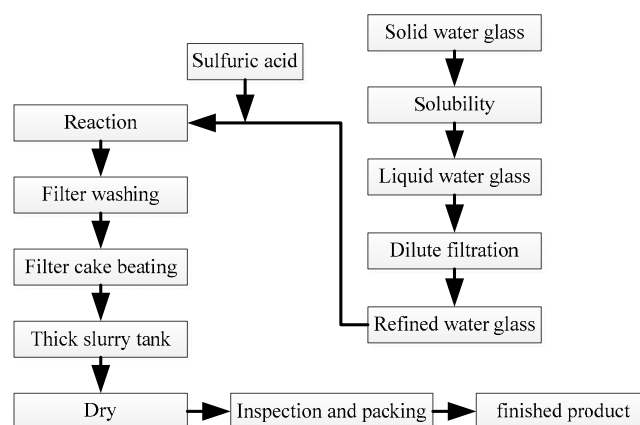 Solid water glass
Sulfuric acid
Solubility
Reaction
Liquid water glass
Filter washing
Dilute filtration
Filter cake beating
Refined water glass
Thick slurry tank
Dry
Inspection and packing
finished product